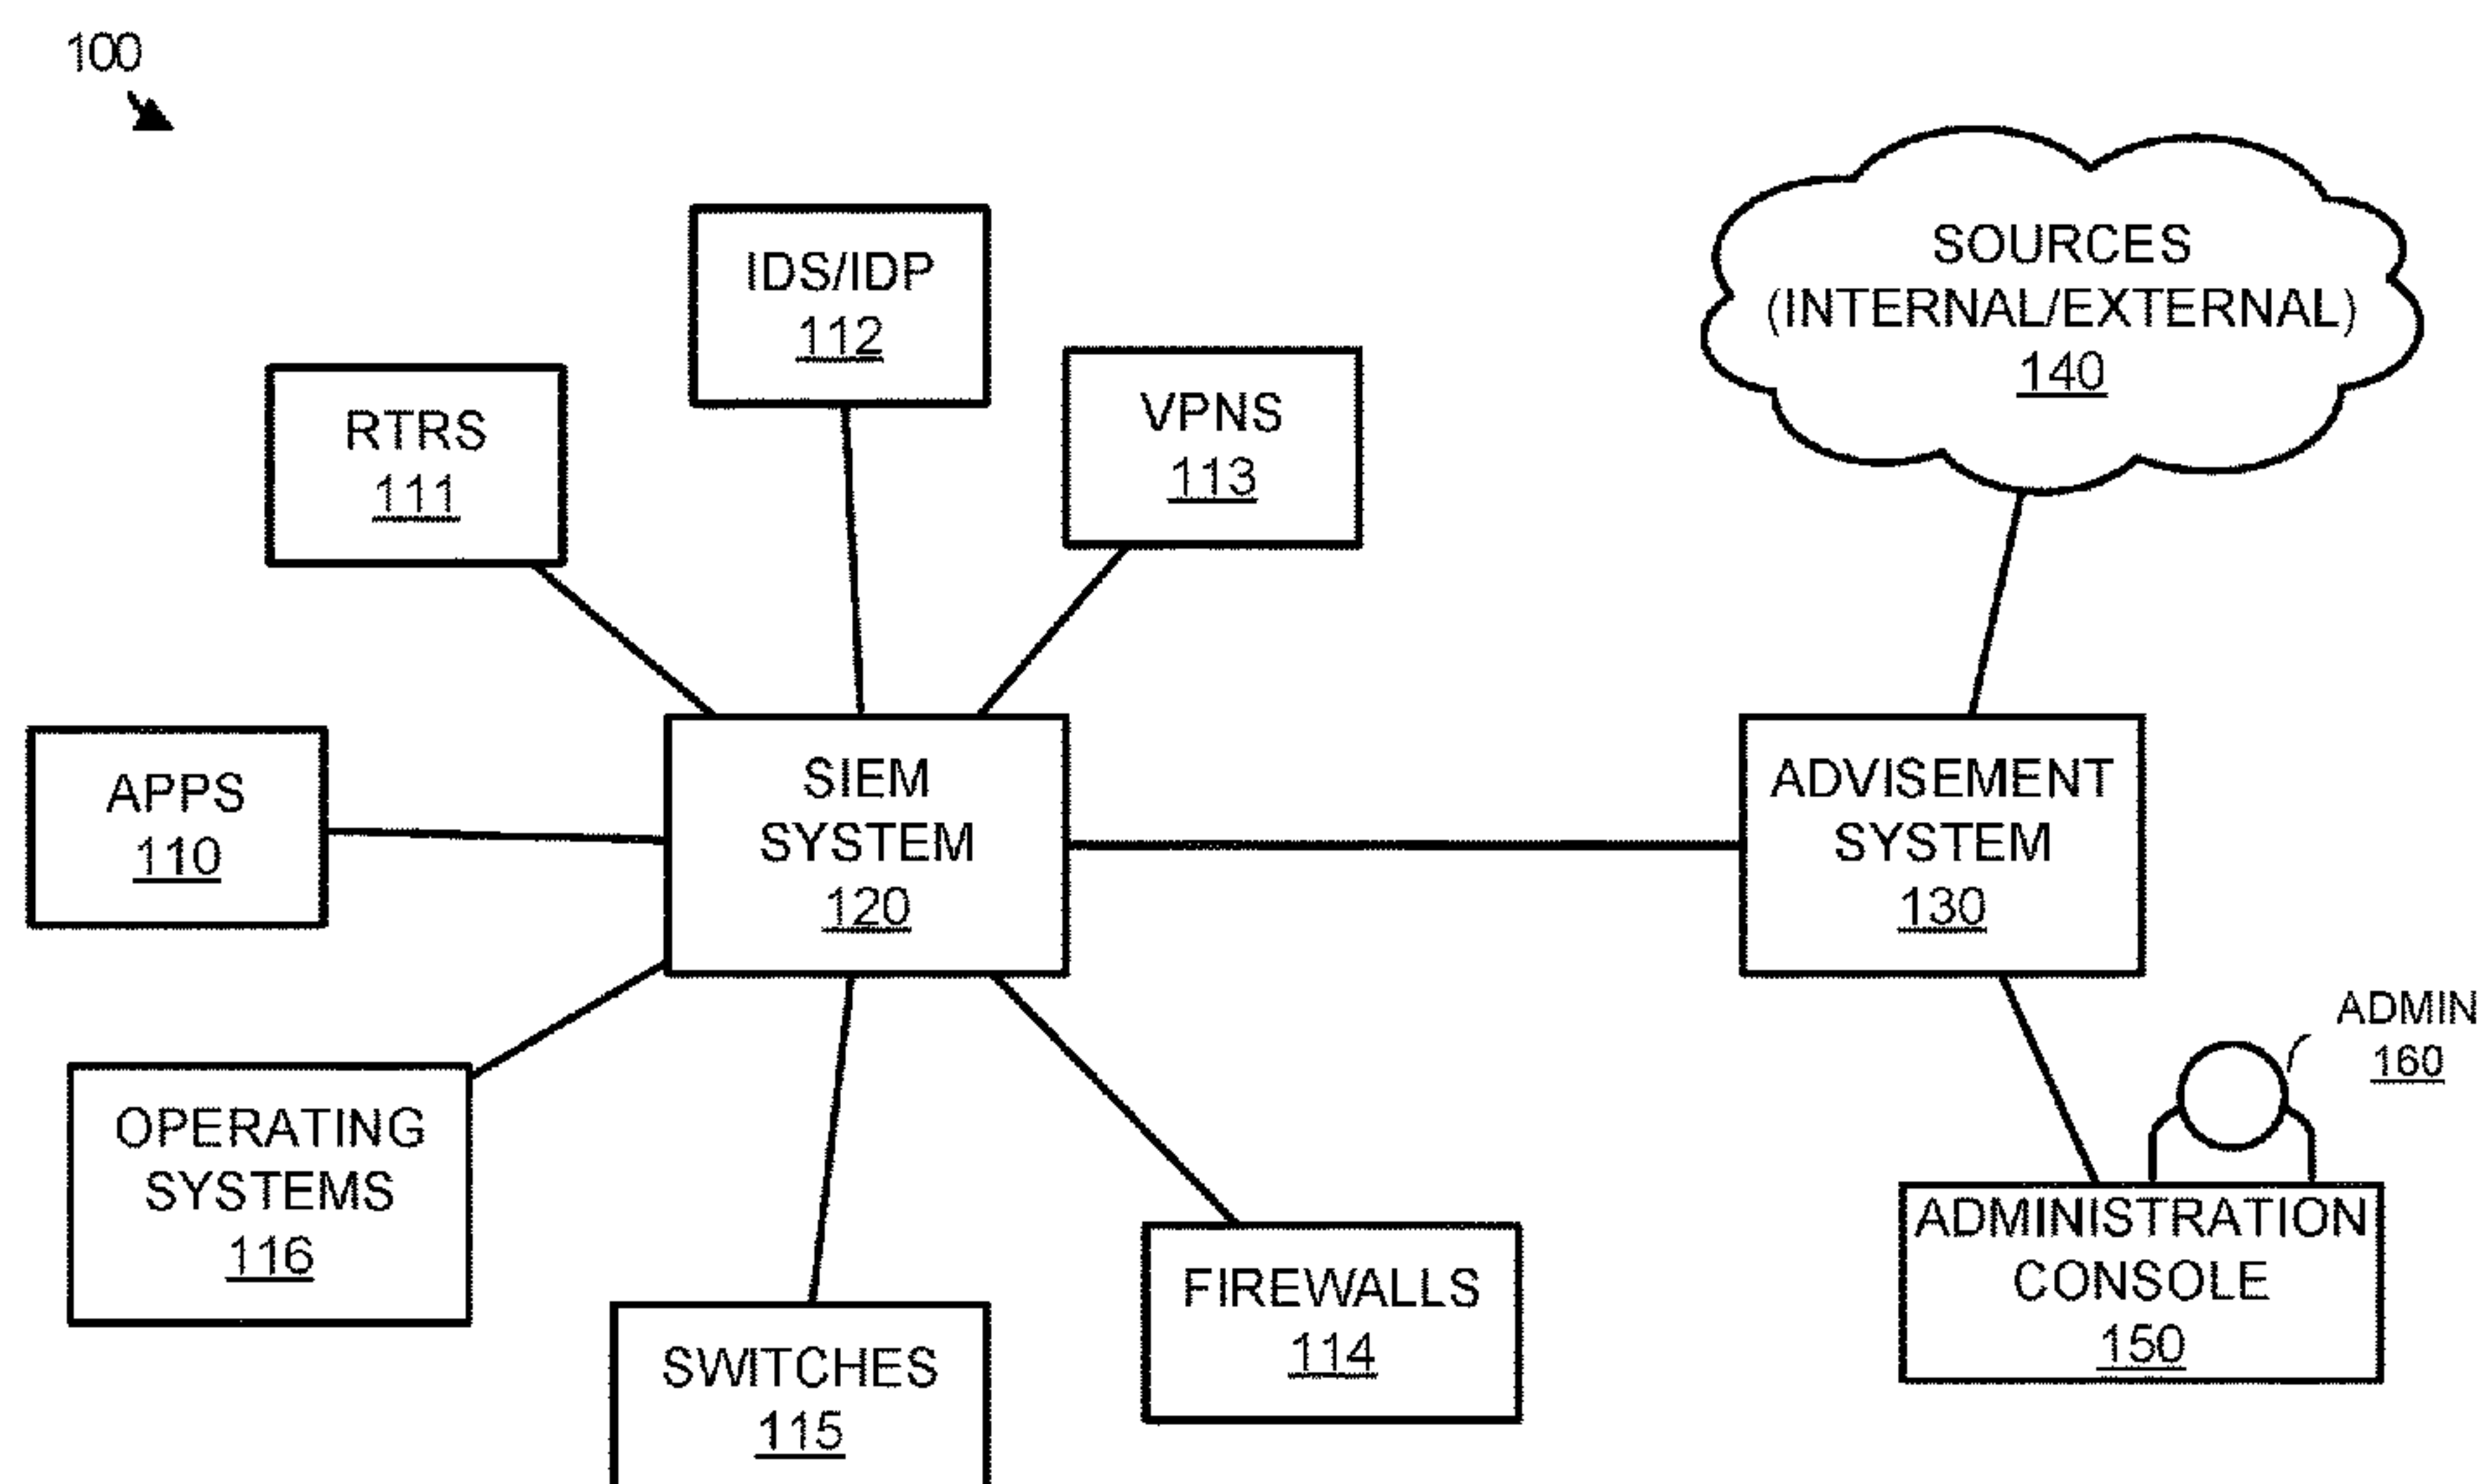 100
IDS/IDP
112
SOURCES
(INTERNAL/EXTERNAL)
140
RTRS
111
VPNS
113
APPS
110
SIEM
SYSTEM
120
ADVISEMENT
SYSTEM
130
ADMIN
160
OPERATING
SYSTEMS
116
SWITCHES
115
FIREWALLS
114
ADMINISTRATION
CONSOLE
150